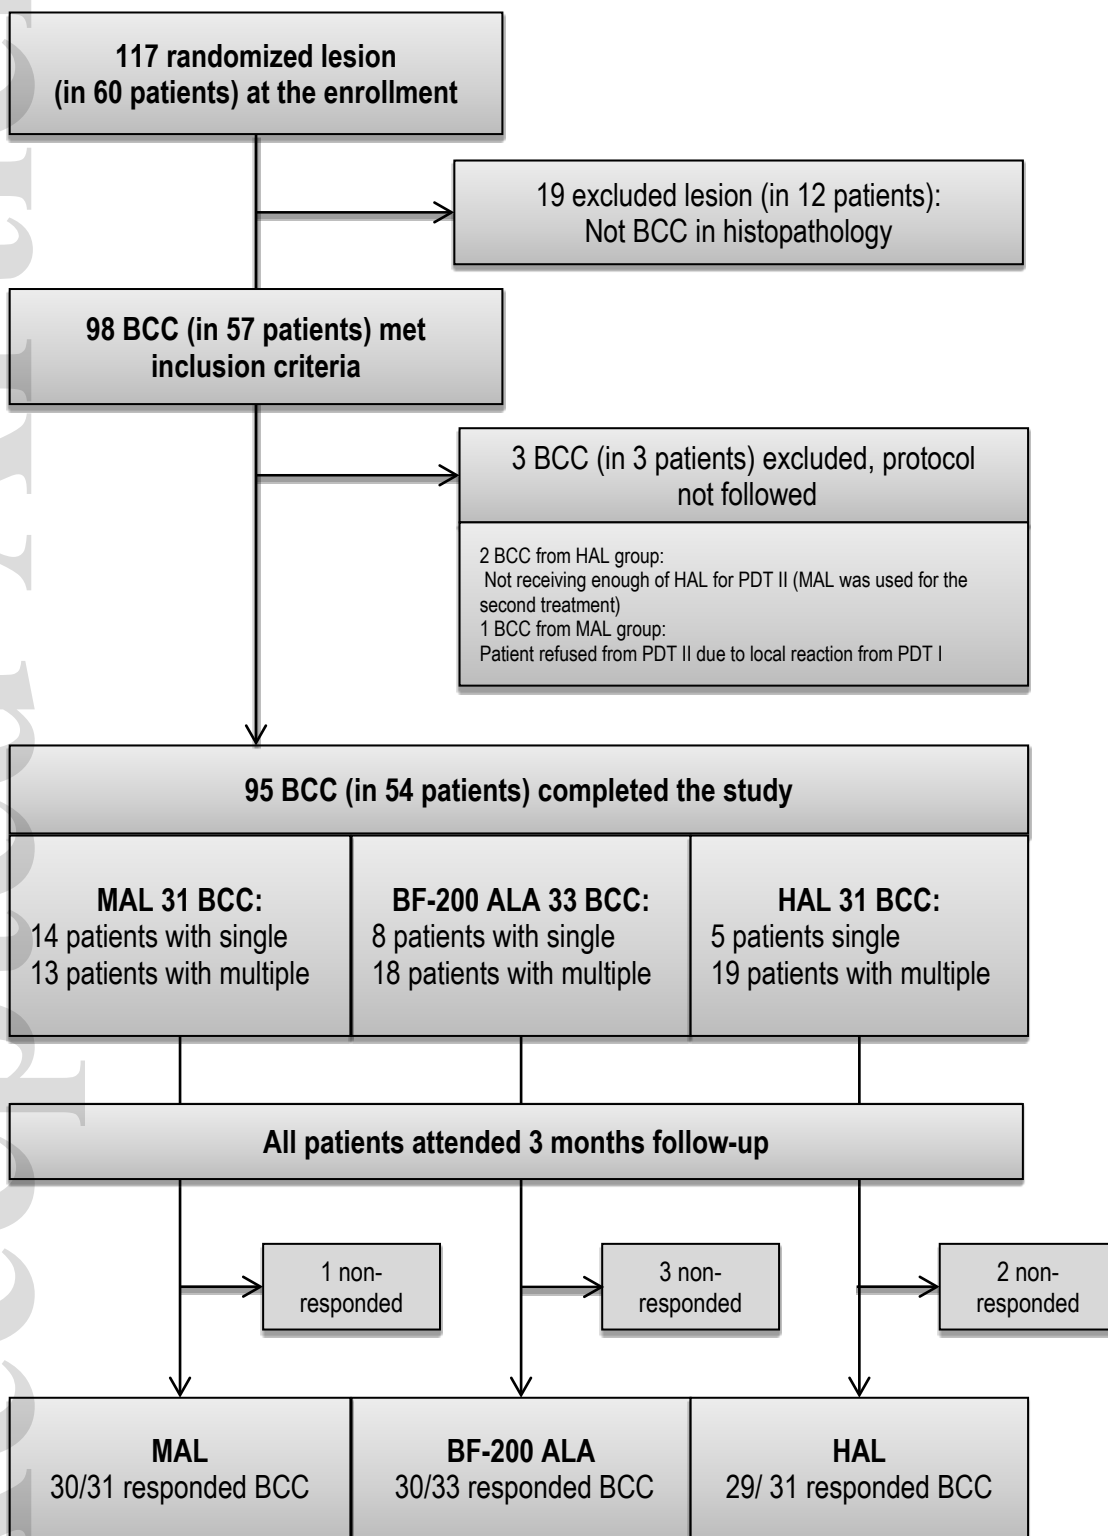 117 randomized lesion
(in 60 patients) at the enrollment
19 excluded lesion (in 12 patients):
Not BCC in histopathology
98 BCC (in 57 patients) met
inclusion criteria
3 BCC (in 3 patients) excluded, protocol
not followed
2 BCC from HAL group:
Not receiving enough of HAL for PDT II (MAL was used for the
second treatment)
1 BCC from MAL group:
Patient refused from PDT II due to local reaction from PDT I
95 BCC (in 54 patients) completed the study
MAL 31 BCC:
14 patients with single
13 patients with multiple
BF-200 ALA 33 BCC:
8 patients with single
18 patients with multiple
HAL 31 BCC:
5 patients single
19 patients with multiple
All patients attended 3 months follow-up
1 non-
responded
3 non-
responded
2 non-
responded
MAL
30/31 responded BCC
BF-200 ALA
30/33 responded BCC
HAL
29/ 31 responded BCC